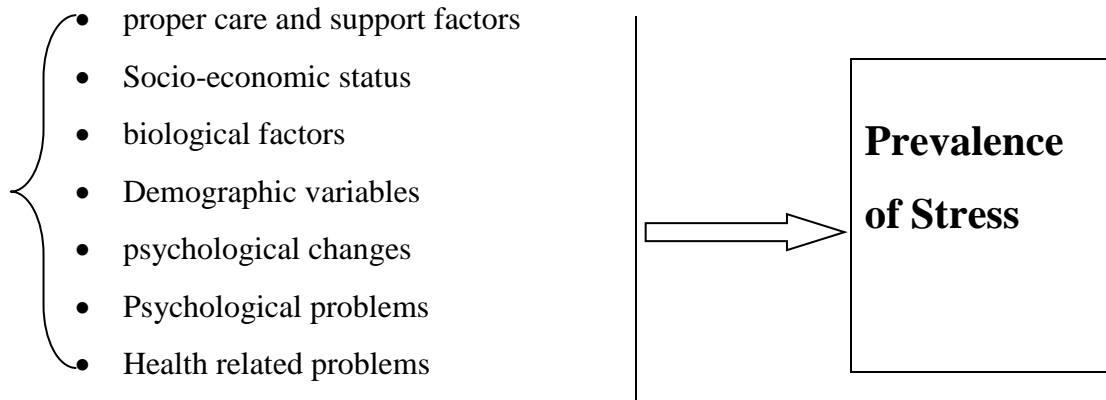 • proper care and support factors
• Socio-economic status
• biological factors
• Demographic variables
• psychological changes
• Psychological problems
• Health related problems
Prevalence
of Stress